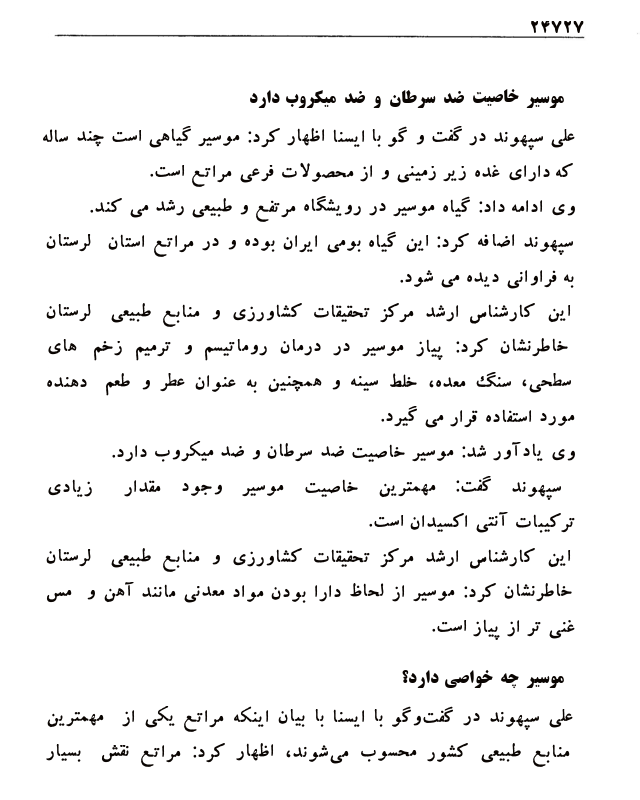 ۲۴۷۲۷
موسیر خاصیت ضد سرطان و ضد میکروب دارد
علی سپهوند در گفت و گو با ایسنا اظهار کرد: موسیر گیاهی است چند ساله
که دارای غده زیر زمینی و از محصولات فرعی مراتع است.
وی ادامه داد: گیاه موسیر در رویشگاه مرتفع و طبیعی رشد می کند.
سپهوند اضافه کرد: این گیاه بومی ایران بوده و در مراتع استان لرستان
به فراوانی دیده می شود.
این کارشناس ارشد مرکز تحقیقات کشاورزی و منابع طبیعی لرستان
خاطرنشان کرد: پیاز موسیر در درمان روماتیسم و ترمیم زخم های
سطحی، سنگ معده، خلط سینه و همچنین به عنوان عطر و طعم دهنده
مورد استفاده قرار می گیرد.
وی یادآور شد: موسیر خاصیت ضد سرطان و ضد میکروب دارد.
سپهوند گفت: مهمترین خاصیت موسیر وجود مقدار زیادی
ترکیبات آنتی اکسیدان است.
این کارشناس ارشد مرکز تحقیقات کشاورزی و منابع طبیعی لرستان
خاطرنشان کرد: موسیر از لحاظ دارا بودن مواد معدنی مانند آهن و مس
غنی تر از پیاز است.
موسیر چه خواصی دارد؟
علی سپهوند در گفت‌وگو با ایسنا با بیان اینکه مراتع یکی از مهمترین
منابع طبیعی کشور محسوب می‌شوند، اظهار کرد: مراتع نقش بسیار